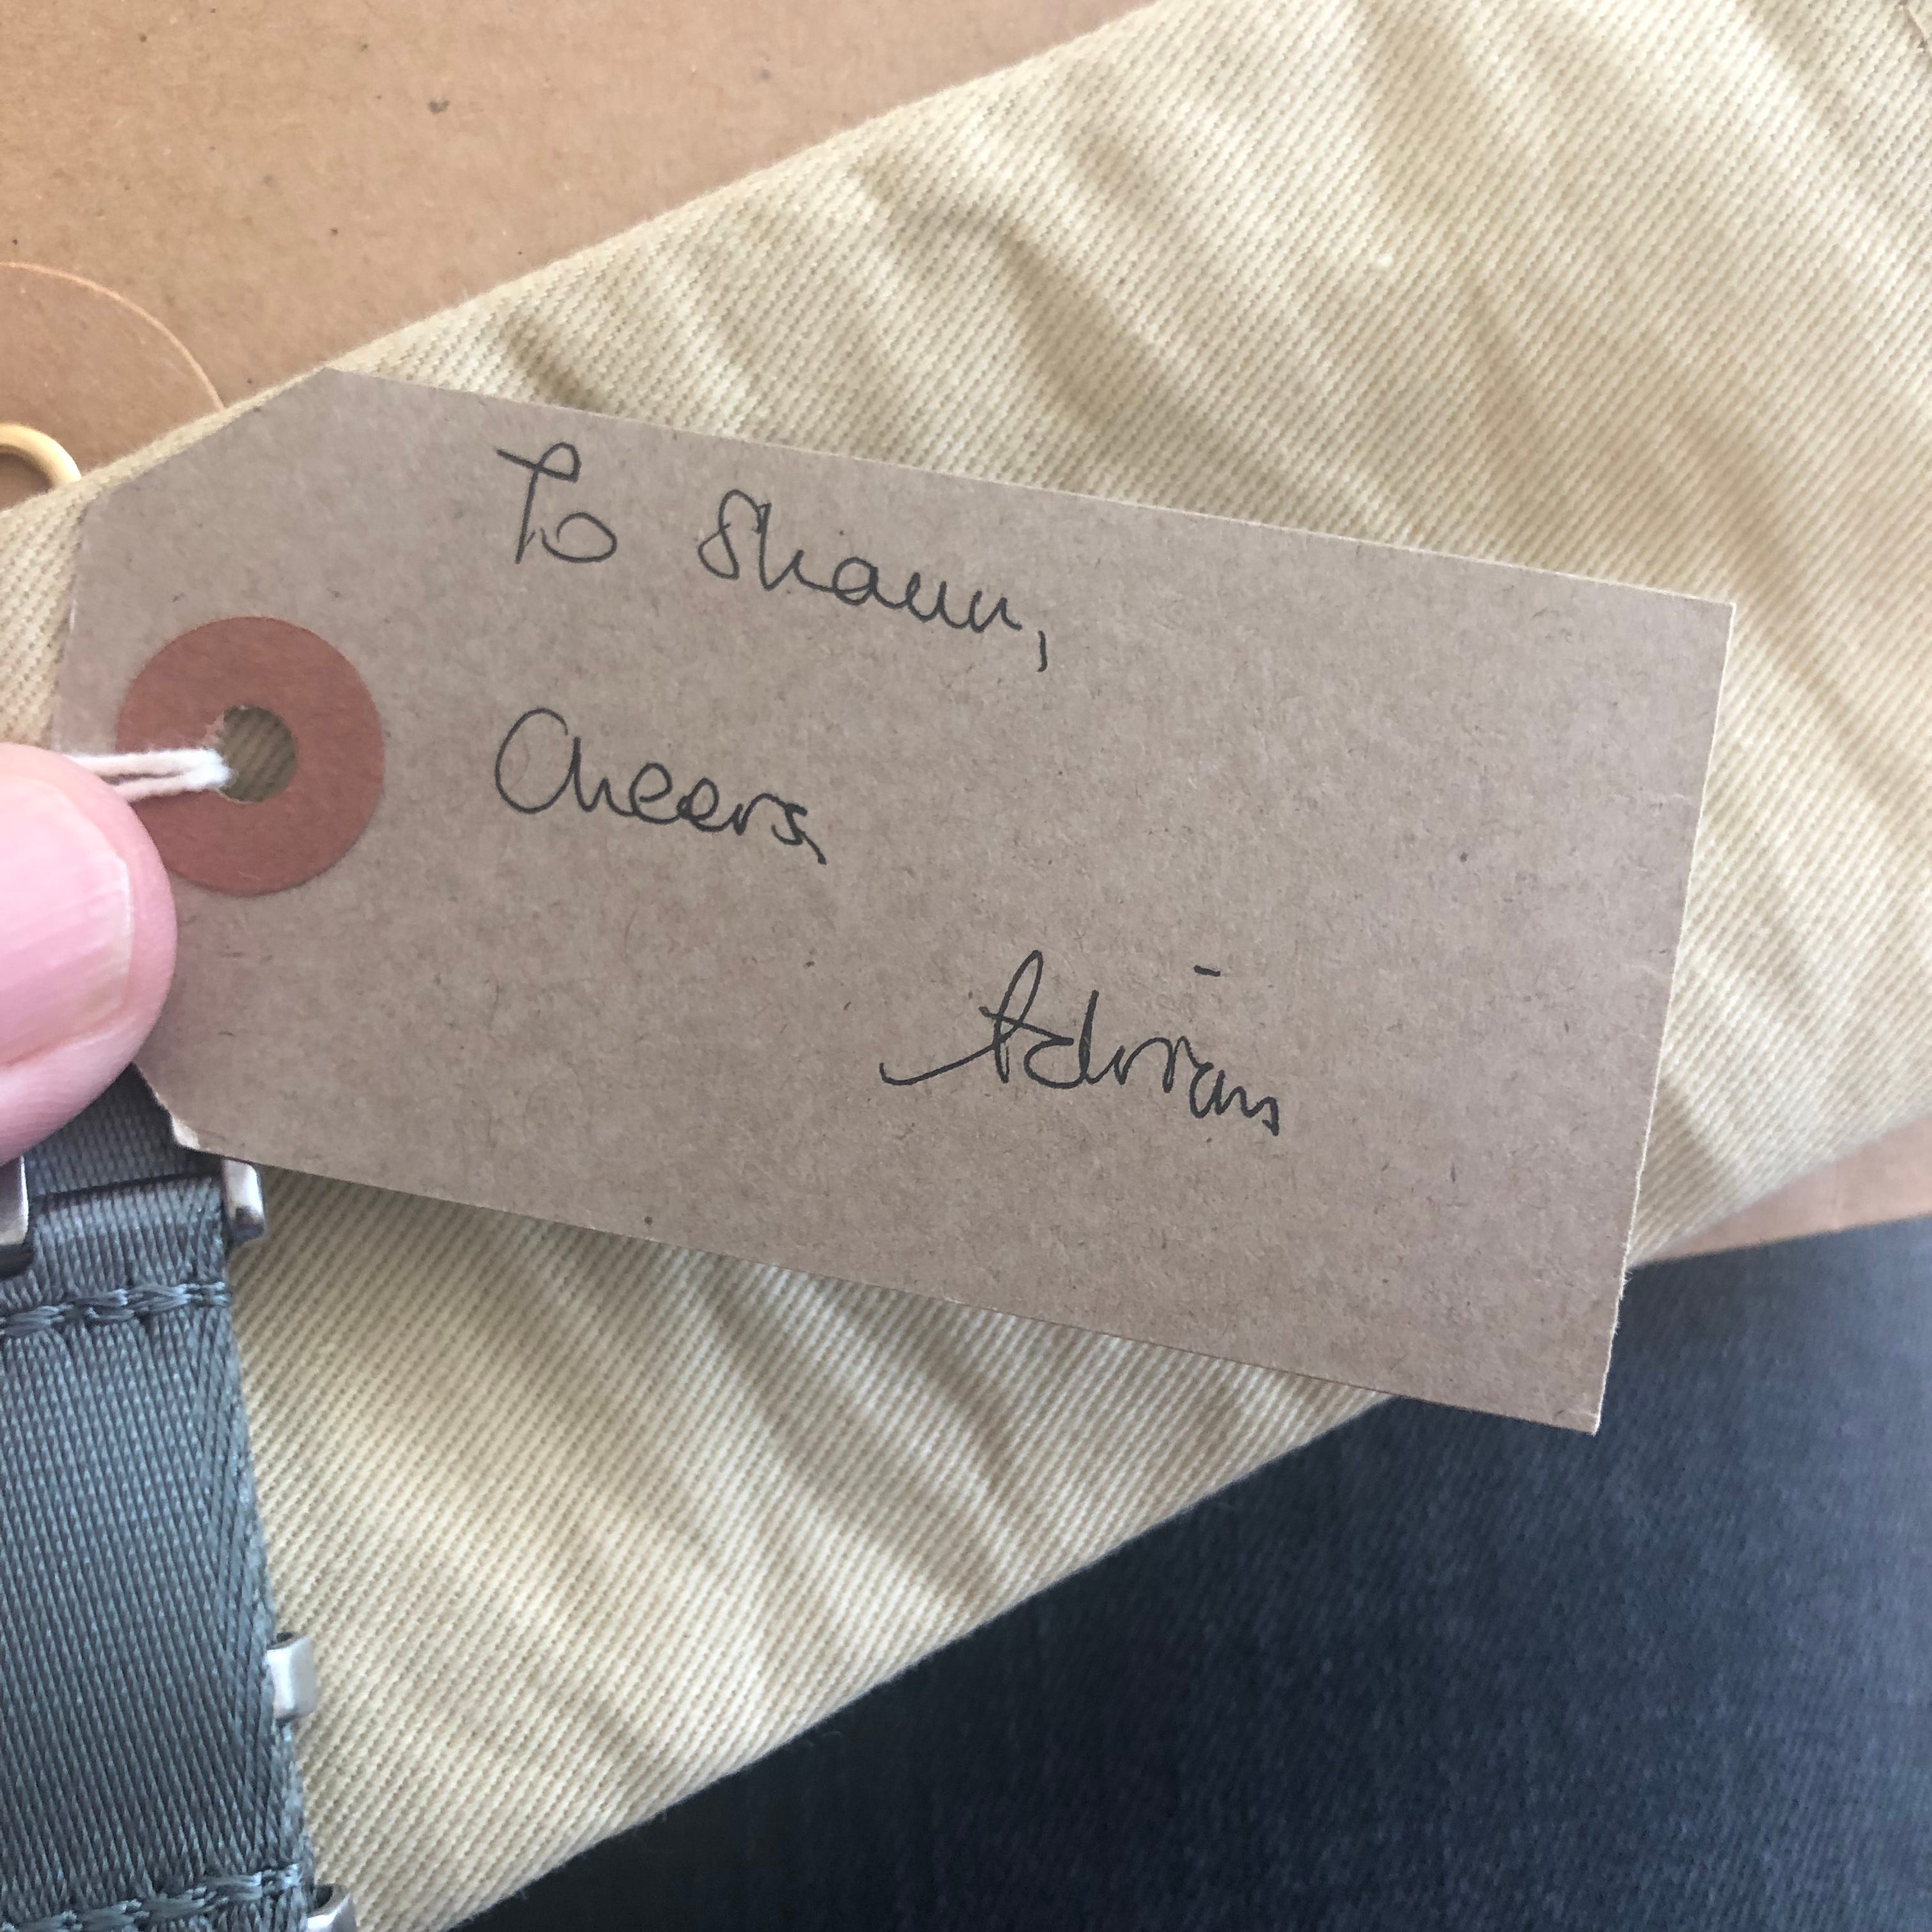 To Shaun,
Cheers
Adrian